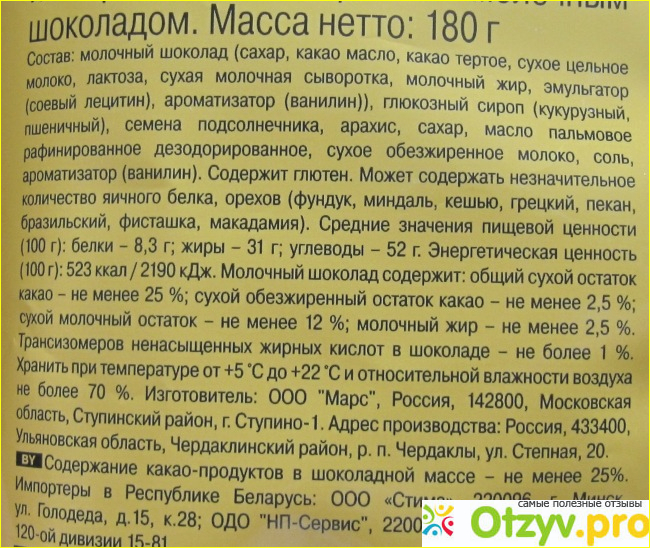 шоколадом. Масса нетто: 180 г
Состав: молочный шоколад (сахар, какао масло, какао тертое, сухое цельное
молоко, лактоза, сухая молочная сыворотка, молочный жир, эмульгатор
(соевый лецитин), ароматизатор (ванилин)), глюкозный сироп (кукурузный,
пшеничный), семена подсолнечника, арахис, сахар, масло пальмовое
рафинированное дезодорированное, сухое обезжиренное молоко, соль,
ароматизатор (ванилин). Содержит глютен. Может содержать незначительное
количество яичного белка, орехов (фундук, миндаль, кешью, грецкий, пекан,
бразильский, фисташка, макадамия). Средние значения пищевой ценности
(100 г): белки – 8,3 г; жиры – 31 г; углеводы – 52 г. Энергетическая ценность
(100 г): 523 ккал / 2190 кДж. Молочный шоколад содержит: общий сухой остаток
какао – не менее 25 %; сухой обезжиренный остаток какао – не менее 2,5 %;
сухой молочный остаток – не менее 12 %; молочный жир – не менее 2,5 %.
Трансизомеров ненасыщенных жирных кислот в шоколаде – не более 1 %.
Хранить при температуре от +5 °C до +22 °C и относительной влажности воздуха
не более 70 %. Изготовитель: ООО "Марс", Россия, 142800, Московская
область, Ступинский район, г. Ступино-1. Адрес производства: Россия, 433400,
Ульяновская область, Чердаклинский район, р. п. Чердаклы, ул. Степная, 20.
BY Содержание какао-продуктов в шоколадной массе – не менее 25%.
Импортеры в Республике Беларусь: ООО 220096, г. Минск,
ул. Голодеда, д.15, к.28; ОДО "НП-Сервис",
120-ой дивизии 15-81
самые полезные отзывы
Otzyv.pro